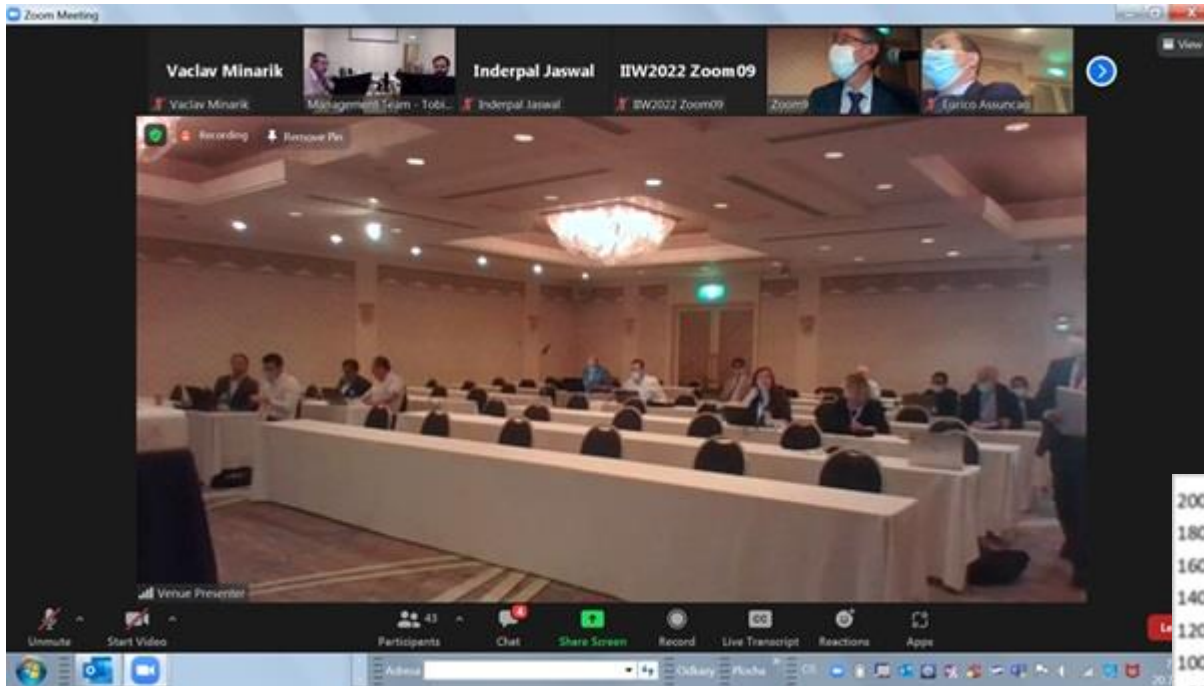 Zoom Meeting
View
Vaclav Minarik
Inderpal Jaswal
IIW2022 Zoom09
Vaclav Minarik
Management Team - Tobi...
Inderpal Jaswal
IIW2022 Zoom09
Zoom9
Eurico Assuncao
Recording
Remove Pin
Venue Presenter
Unmute
Start Video
43
Participants
4
Chat
Share Screen
Record
CC
Live Transcript
Reactions
Apps
Le
Adresa
Odkazy
Plocha
CS
200
180
160
140
120
100